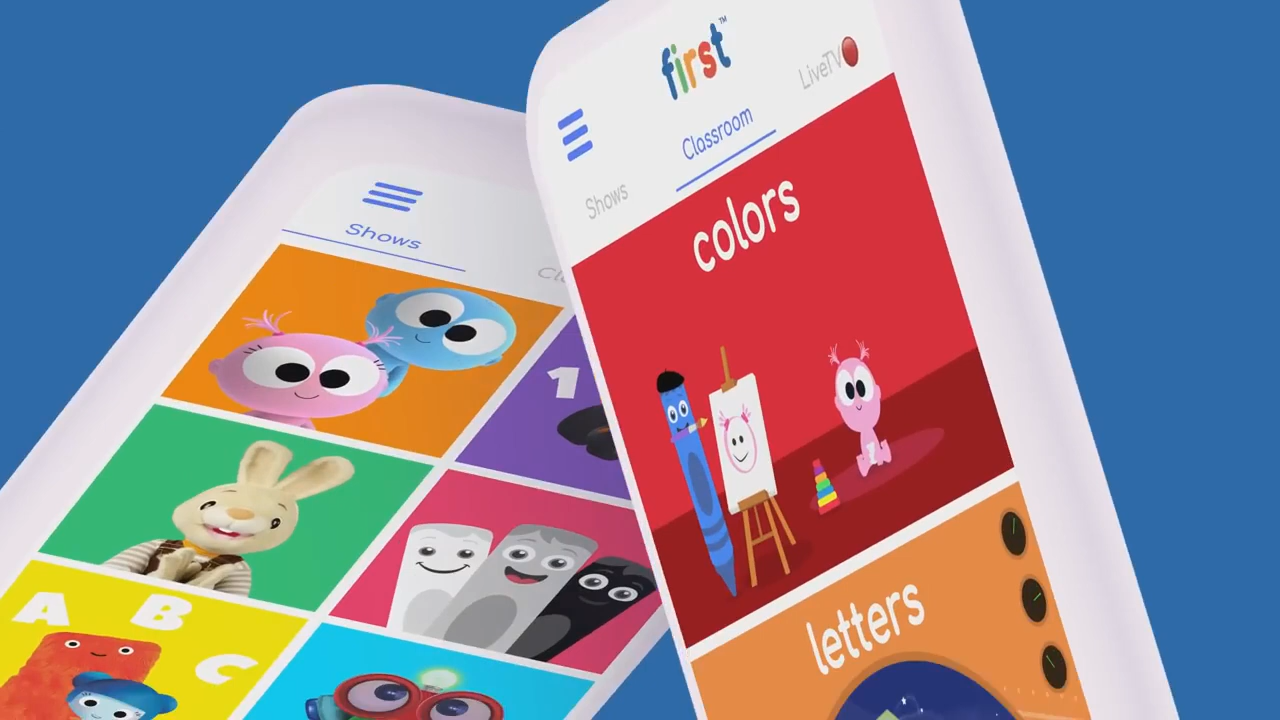 Shows
1
A B C
first™
LiveTV
Classroom
Shows
colors
letters